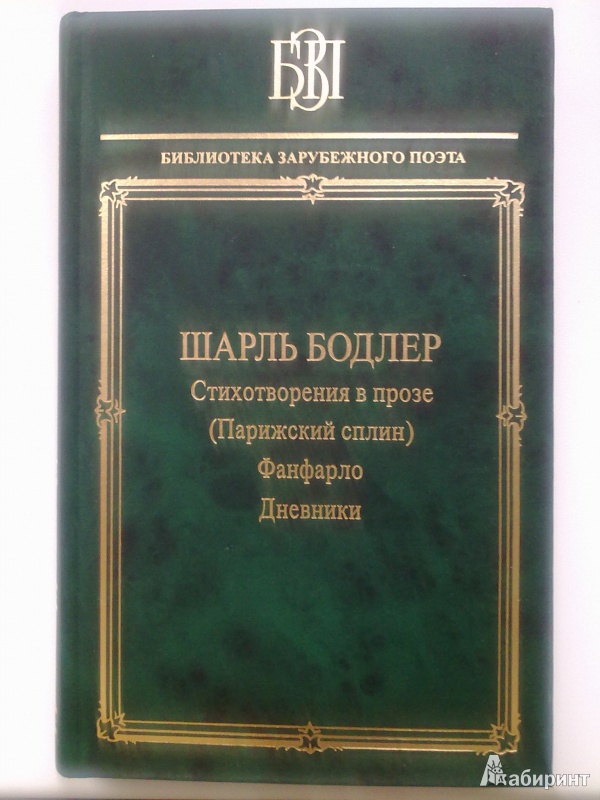 БЗП
БИБЛИОТЕКА ЗАРУБЕЖНОГО ПОЭТА
ШАРЛЬ БОДЛЕР
Стихотворения в прозе
(Парижский сплин)
Фанфарло
Дневники
Лабиринт